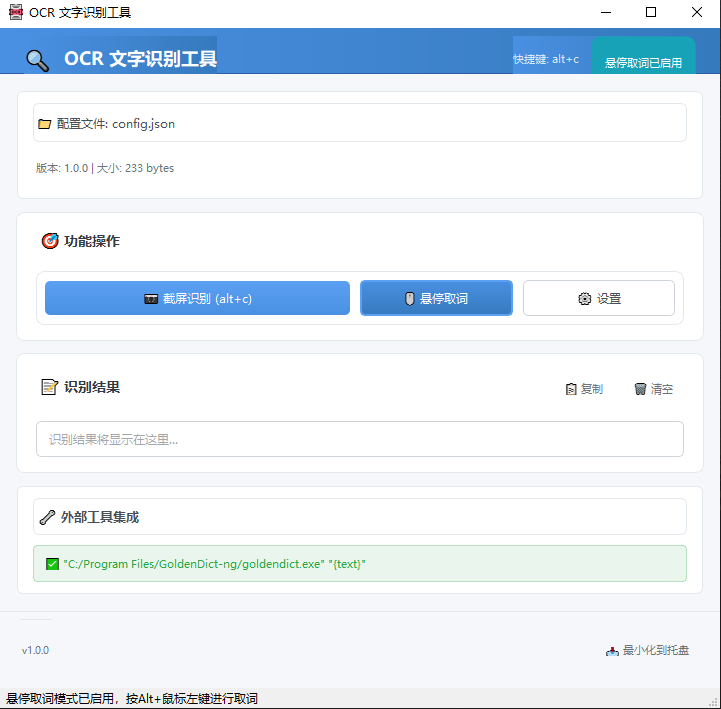 OCR 文字识别工具
OCR 文字识别工具
快捷键: alt+c
悬停取词已启用
配置文件: config.json
版本: 1.0.0 | 大小: 233 bytes
功能操作
截屏识别 (alt+c)
悬停取词
设置
识别结果
复制
清空
识别结果将显示在这里...
外部工具集成
"C:/Program Files/GoldenDict-ng/goldendict.exe" "{text}"
v1.0.0
最小化到托盘
悬停取词模式已启用，按Alt+鼠标左键进行取词